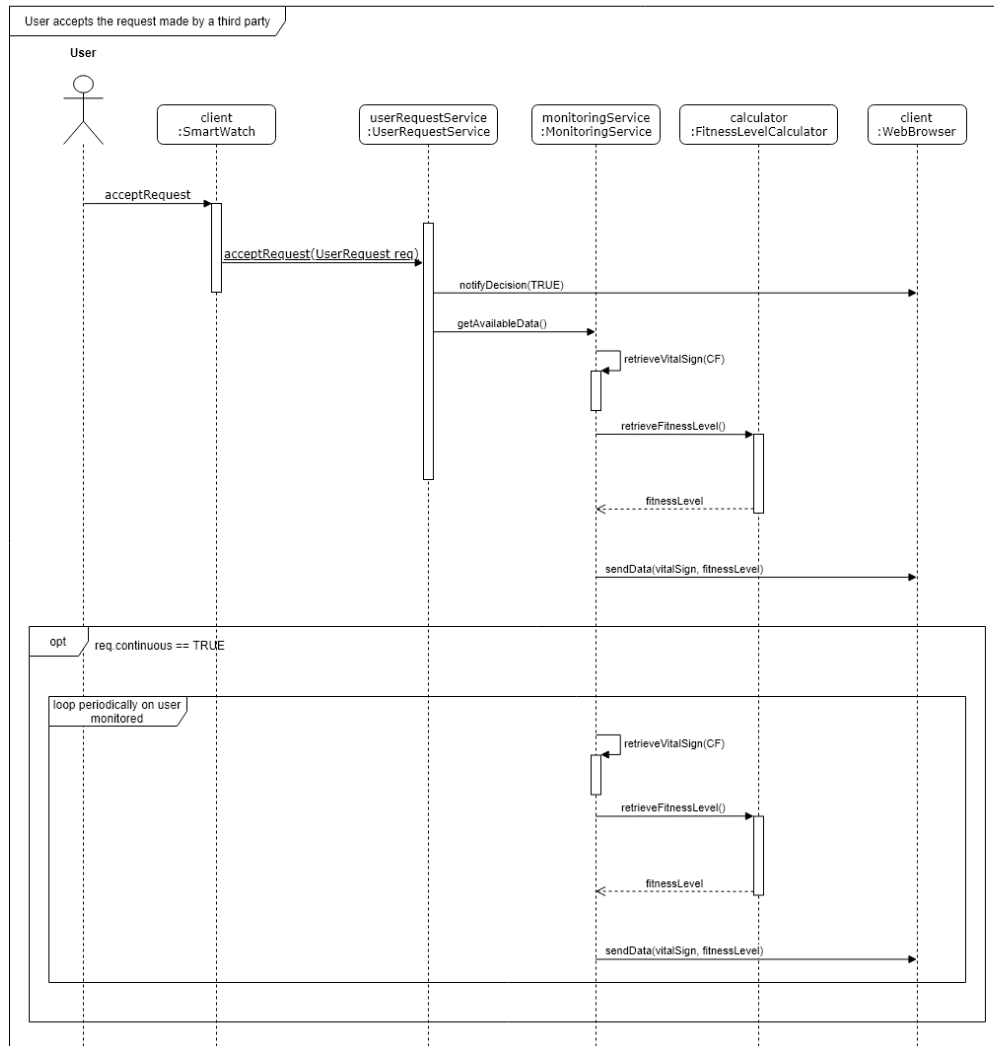 User accepts the request made by a third party
User
client
:SmartWatch
userRequestService
:UserRequestService
monitoringService
:MonitoringService
calculator
:FitnessLevelCalculator
client
:WebBrowser
acceptRequest
acceptRequest(UserRequest req)
notifyDecision(TRUE)
getAvailableData()
retrieveVitalSign(CF)
retrieveFitnessLevel()
fitnessLevel
sendData(vitalSign, fitnessLevel)
opt
req.continuous == TRUE
loop periodically on user
monitored
retrieveVitalSign(CF)
retrieveFitnessLevel()
fitnessLevel
sendData(vitalSign, fitnessLevel)